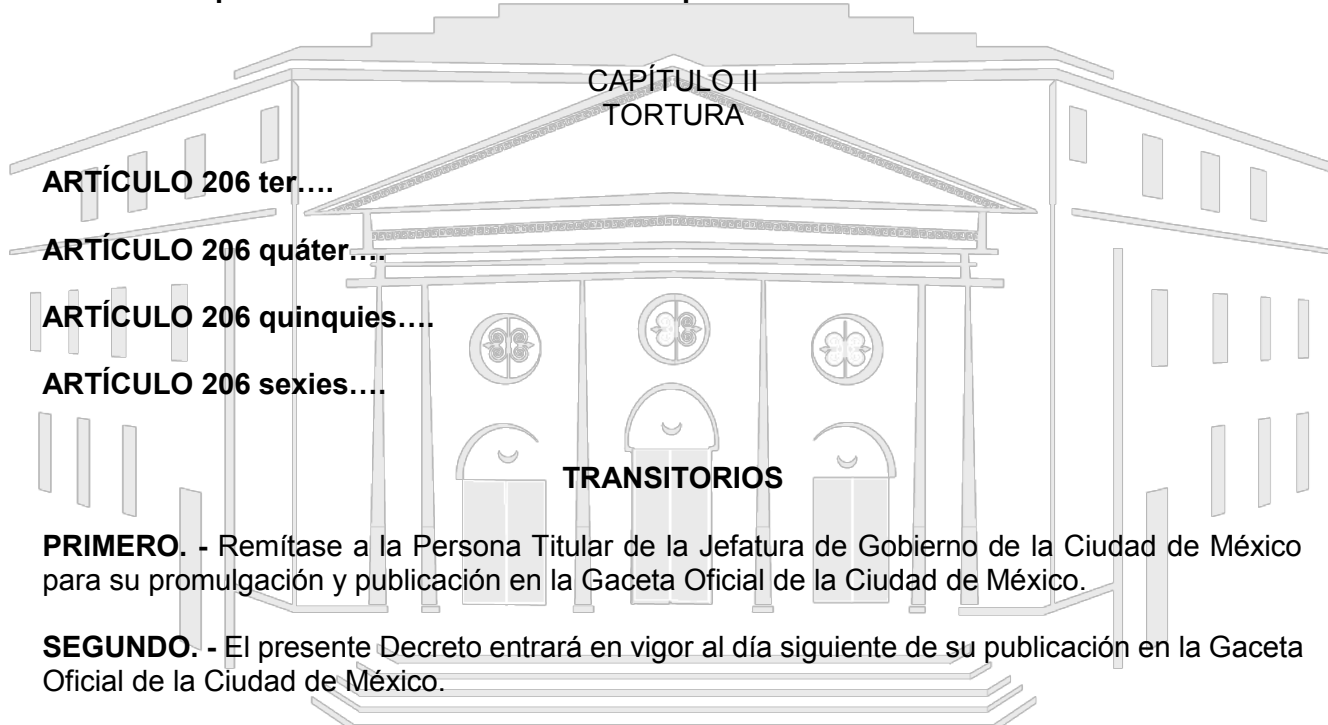 CAPÍTULO II
TORTURA
ARTÍCULO 206 ter….
ARTÍCULO 206 quáter….
ARTÍCULO 206 quinquies….
ARTÍCULO 206 sexies….
TRANSITORIOS
PRIMERO. - Remítase a la Persona Titular de la Jefatura de Gobierno de la Ciudad de México
para su promulgación y publicación en la Gaceta Oficial de la Ciudad de México.
SEGUNDO. - El presente Decreto entrará en vigor al día siguiente de su publicación en la Gaceta
Oficial de la Ciudad de México.